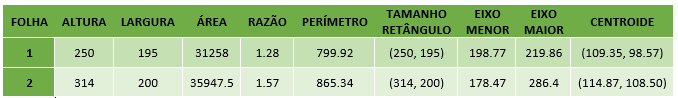 FOLHA ALTURA LARGURA ÁREA RAZÃO PERÍMETRO TAMANHO RETÂNGULO EIXO MENOR EIXO MAIOR CENTROIDE
1 250 195 31258 1.28 799.92 (250, 195) 198.77 219.86 (109.35, 98.57)
2 314 200 35947.5 1.57 865.34 (314, 200) 178.47 286.4 (114.87, 108.50)